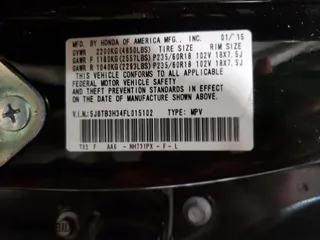 MFD. BY HONDA OF AMERICA MFG., INC. 01/15
GVWR 2200KG (4850LBS) TIRE SIZE RIM SIZE
GAWR F 1160KG (2557LBS) P235/60R18 102V 18X7.5J
GAWR R 1040KG (2293LBS) P235/60R18 102V 18X7.5J
THIS VEHICLE CONFORMS TO ALL APPLICABLE
FEDERAL MOTOR VEHICLE SAFETY AND THEFT
PREVENTION STANDARDS IN EFFECT ON THE
DATE OF MANUFACTURE SHOWN ABOVE.
V.I.N.: 5J8TB3H34FL015102 TYPE: MPV
TX3 F AA6- NH731PX- F- L